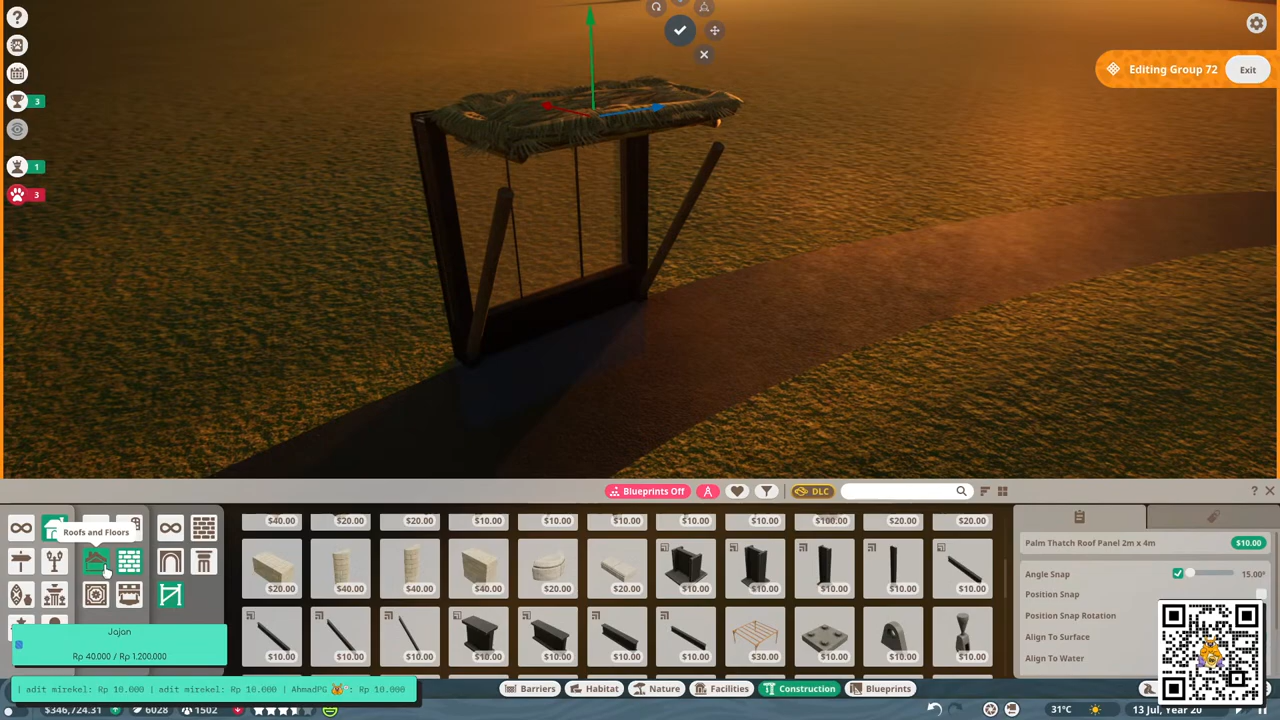 ?
Editing Group 72
Exit
3
1
3
Blueprints Off
DLC
? ×
Roofs and Floors
$40.00 $20.00 $20.00 $10.00 $10.00 $10.00 $20.00 $20.00 $100.00 $20.00 $20.00
$20.00 $40.00 $40.00 $20.00 $20.00 $20.00 $10.00 $10.00 $10.00 $10.00 $10.00
$10.00 $10.00 $10.00 $10.00 $10.00 $10.00 $10.00 $30.00 $20.00 $10.00 $10.00
Palm Thatch Roof Panel 2m x 4m $10.00
Angle Snap 15.00°
Position Snap
Position Snap Rotation
Align To Surface
Align To Water
Jajan
Rp 40.000 / Rp 1.200.000
| adit mirekel: Rp 10.000 | adit mirekel: Rp 10.000 | AhmadPG : Rp 10.000
Barriers Habitat Nature Facilities Construction Blueprints
$346,724.31 6028 1502 31°C 13 Jul, Year 20